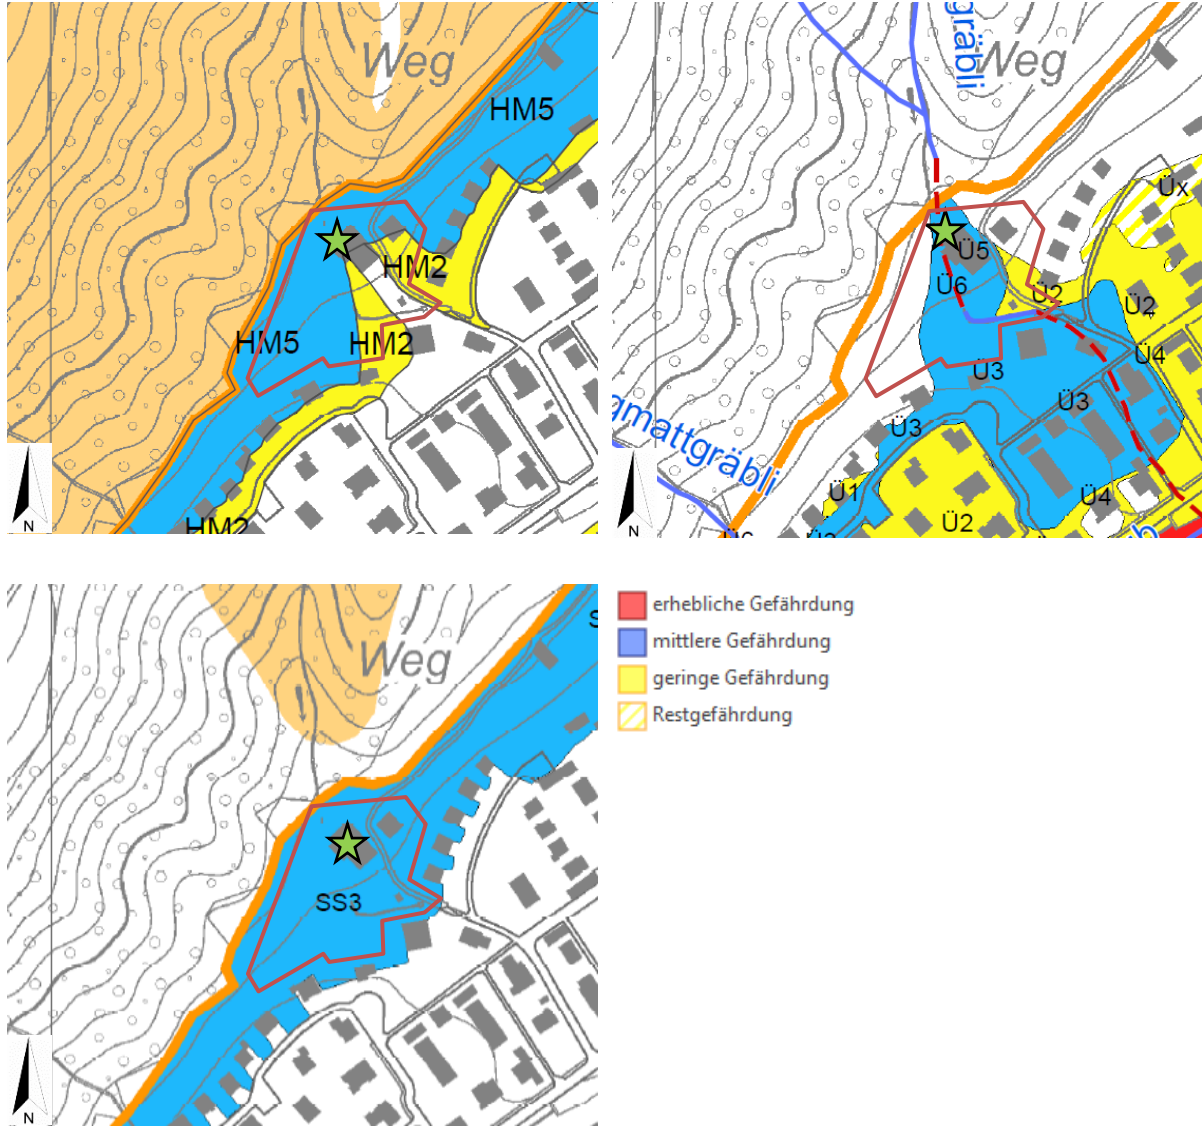 Weg
HM5
HM2
HM5
HM2
HM2
N
gräbli
Weg
Üx
Ü5
Ü6
Ü2
Ü2
Ü4
Ü3
Ü3
Ü3
gmattgräbli
Ü1
Ü4
Ü2
N
Weg
SS3
N
erhebliche Gefährdung
mittlere Gefährdung
geringe Gefährdung
Restgefährdung